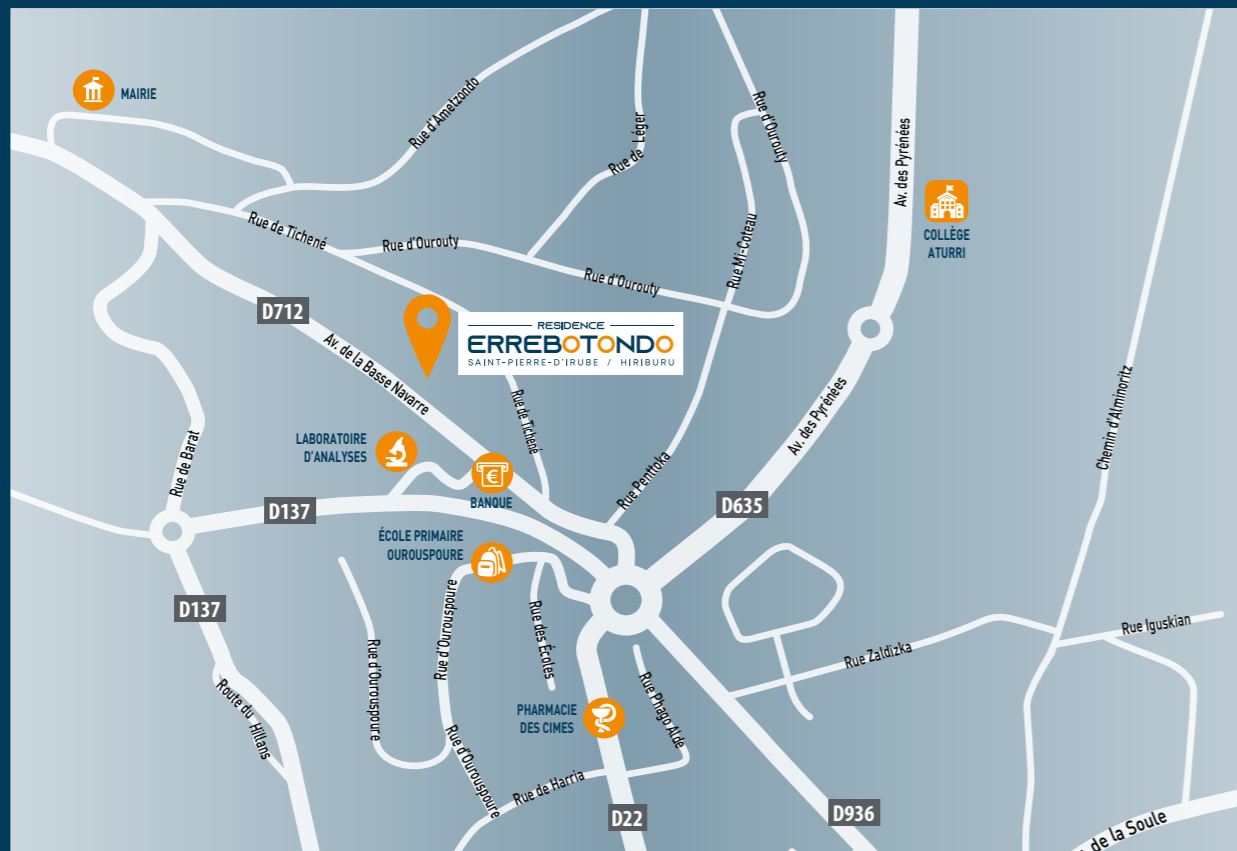 MAIRIE
Rue d'Ametzondo
Rue de Léger
Rue d'Ourouty
Av. des Pyrénées
COLLÈGE
ATURRI
Rue de Tichené
Rue d'Ourouty
Rue d'Ourouty
Rue Mi-Coteau
D712
RESIDENCE
ERREBOTONDO
SAINT-PIERRE-D'IRUBE / HIRIBURU
Av. de la Basse Navarre
Rue de Tichené
Av. des Pyrénées
Chemin d'Alminoritz
LABORATOIRE
D'ANALYSES
Rue de Barat
BANQUE
Rue Penttoka
D137
D635
ÉCOLE PRIMAIRE
OUROUSPOURE
D137
Rue d'Ourouspoure
Rue d'Ourouspoure
Rue des Écoles
Rue Zaldizka
Rue Iguskian
Route du Hillans
PHARMACIE
DES CIMES
Rue Phago Alde
Rue d'Ourouspoure
Rue de Harria
D22
D936
de la Soule